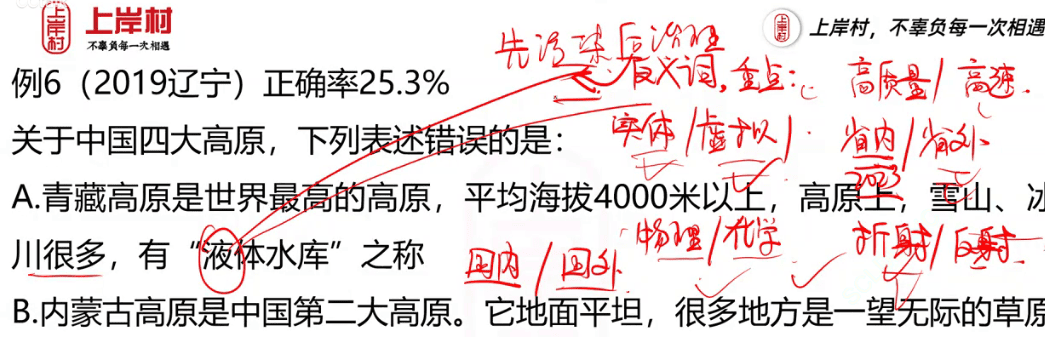 上岸村
不辜负每一次相遇
上岸村，不辜负每一次相遇
先污染后治理
例6（2019辽宁）正确率25.3%
反义词，重点：高质量/高速
关于中国四大高原，下列表述错误的是：
实体/虚拟 省内/省外
2023
A.青藏高原是世界最高的高原，平均海拔4000米以上，高原上，雪山、冰
川很多，有“液体水库”之称
国内/国外 物理/化学 折射/反射
B.内蒙古高原是中国第二大高原。它地面平坦，很多地方是一望无际的草原